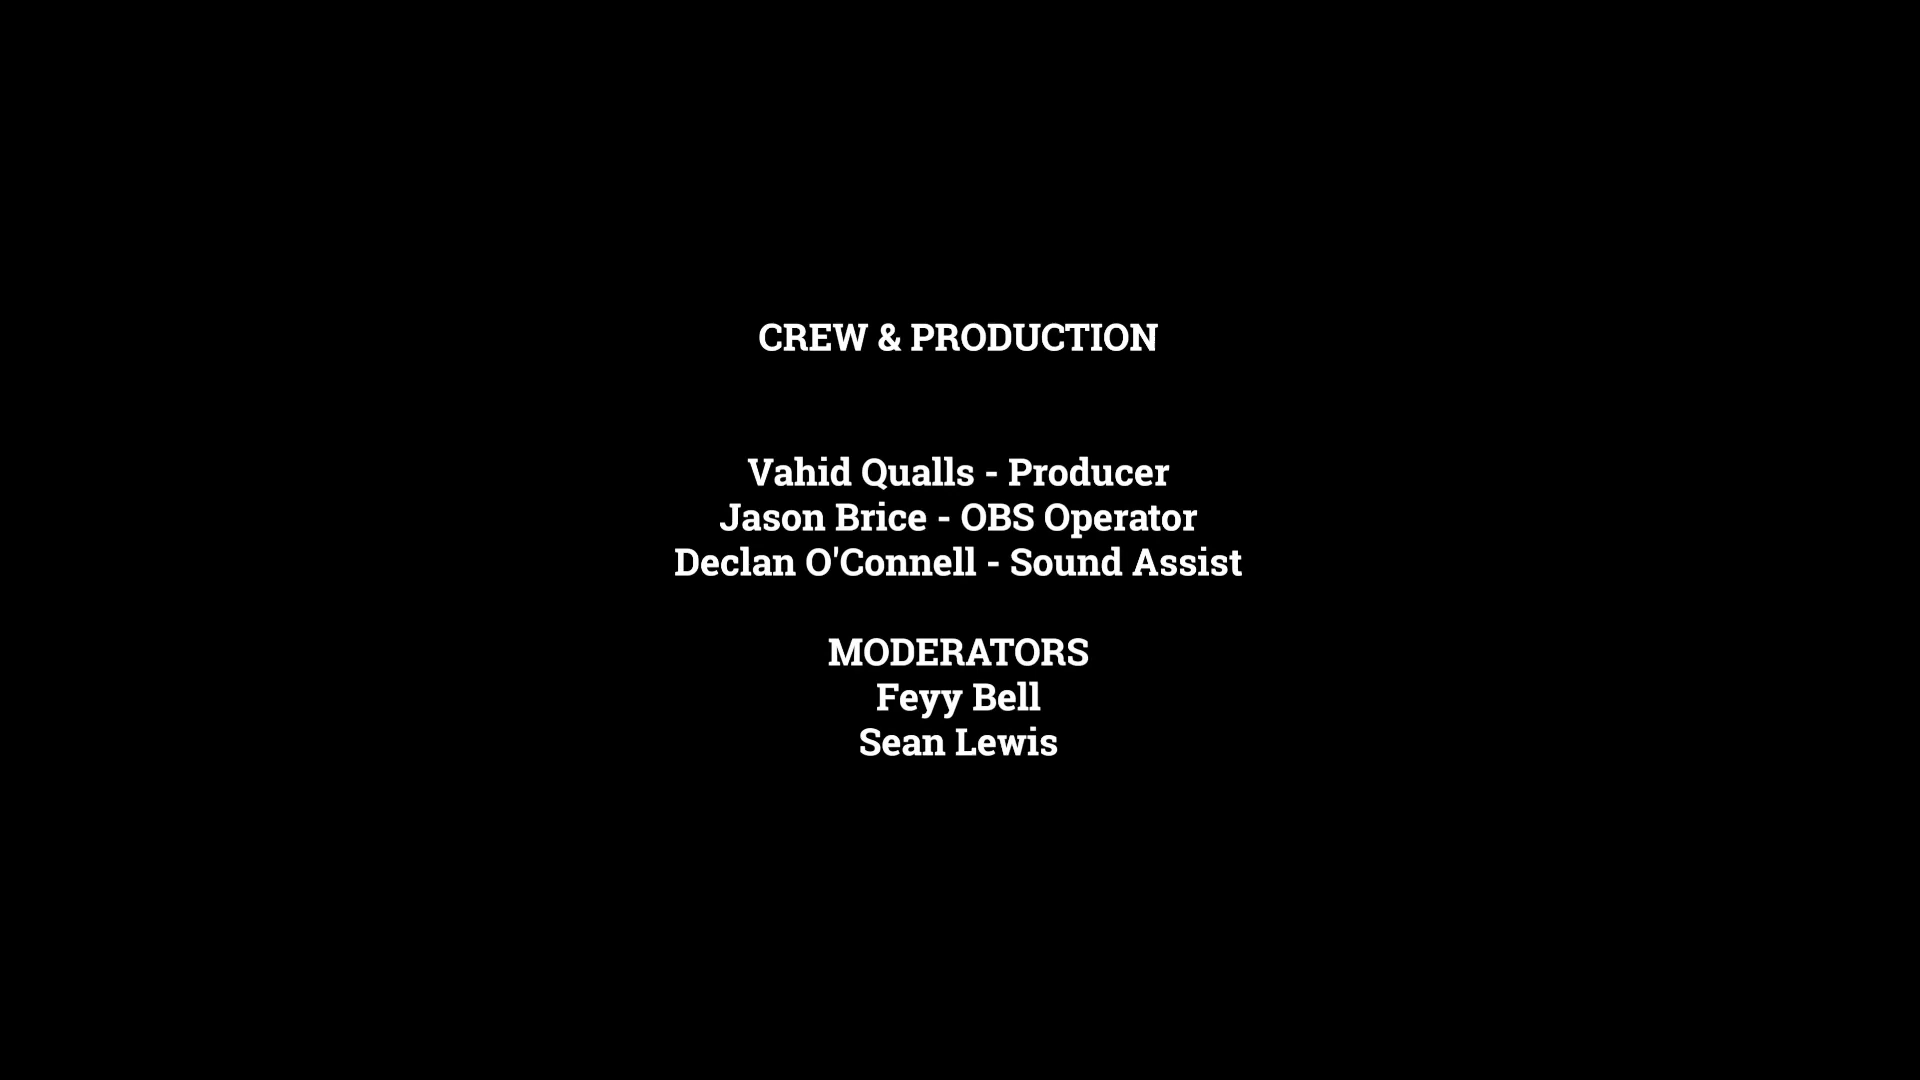 CREW & PRODUCTION
Vahid Qualls - Producer
Jason Brice - OBS Operator
Declan O'Connell - Sound Assist
MODERATORS
Feyy Bell
Sean Lewis